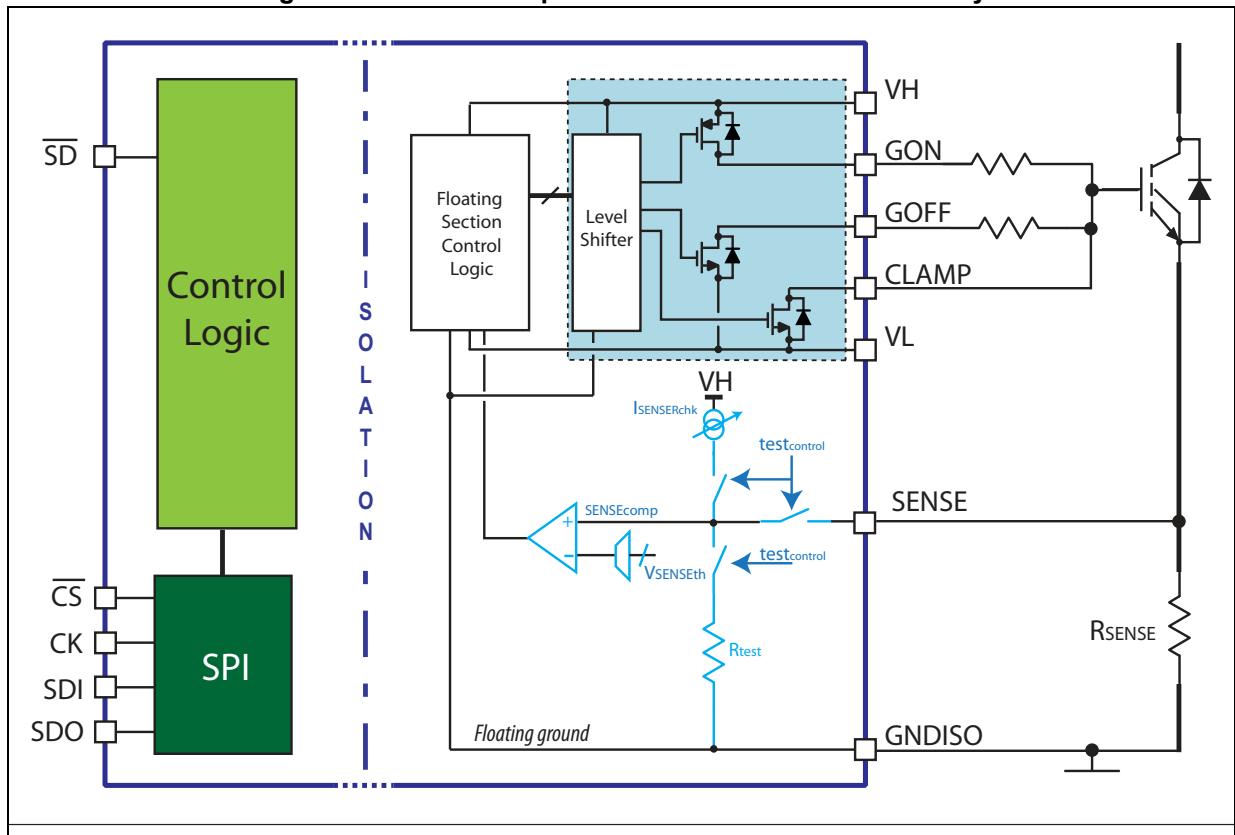 SD
Control
Logic
CS
CK
SDI
SDO
SPI
ISOLATION
Floating
Section
Control
Logic
Level
Shifter
VH
GON
GOFF
CLAMP
VL
VH
ISENSERchk
testcontrol
SENSEcomp
SENSE
VSENSEth
testcontrol
Rtest
RSENSE
Floating ground
GNDISO